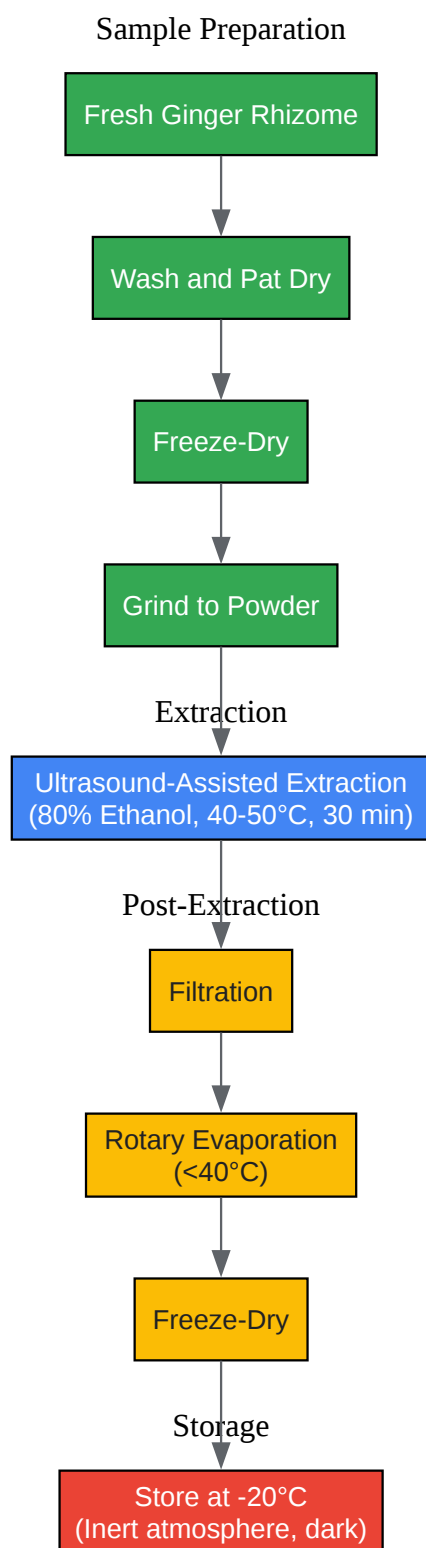 Sample Preparation
Fresh Ginger Rhizome
Wash and Pat Dry
Freeze-Dry
Grind to Powder
Extraction
Ultrasound-Assisted Extraction
(80% Ethanol, 40-50°C, 30 min)
Post-Extraction
Filtration
Rotary Evaporation
(<40°C)
Freeze-Dry
Storage
Store at -20°C
(Inert atmosphere, dark)